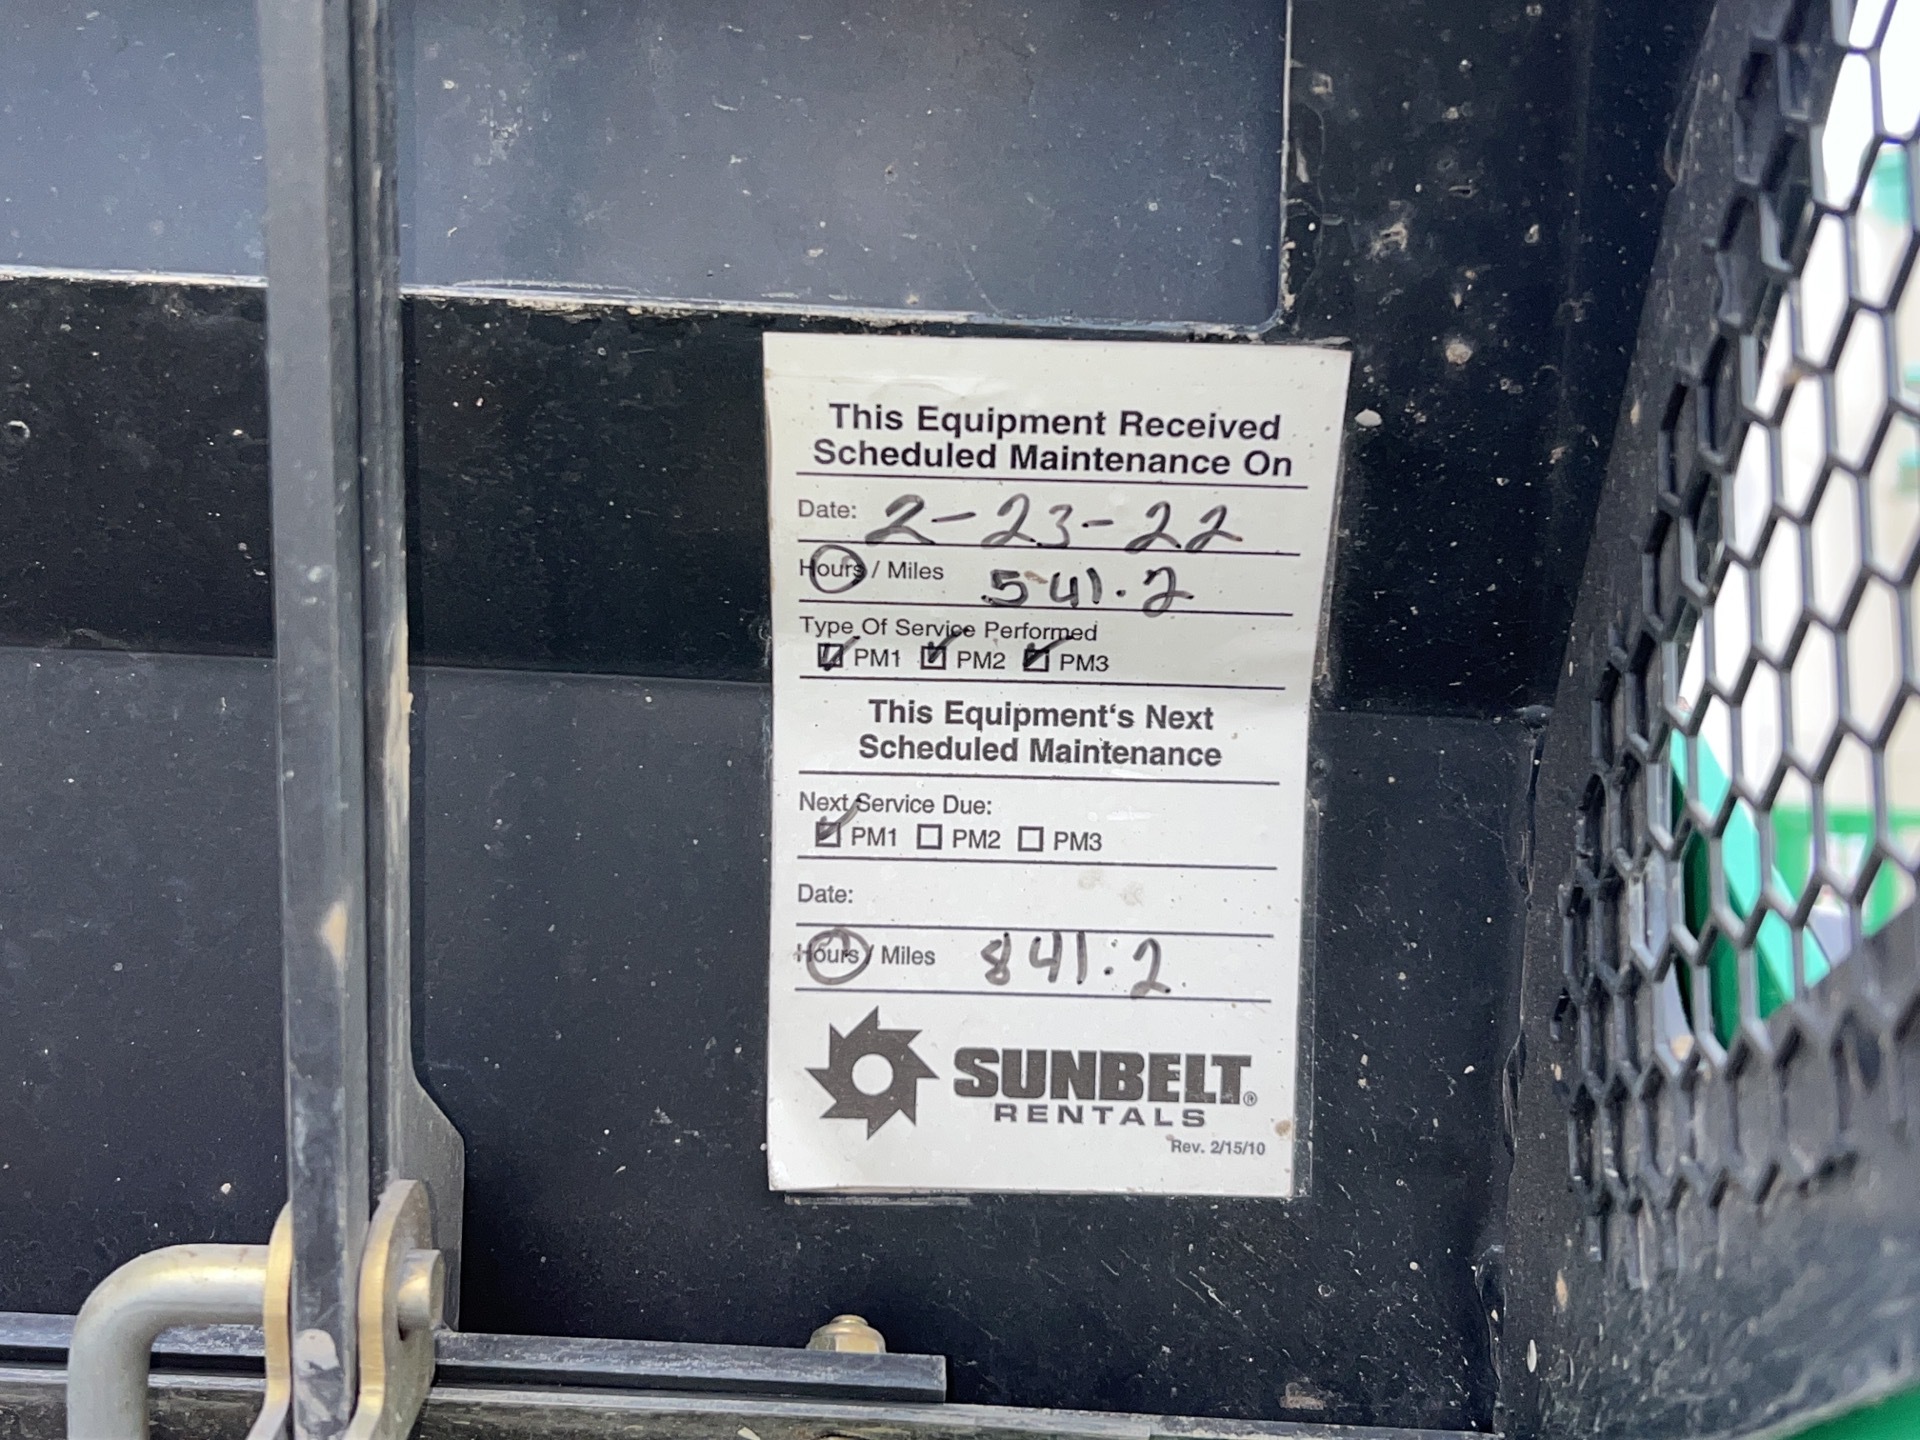 This Equipment Received
Scheduled Maintenance On
Date: 2-23-22
Hours / Miles 541.2
Type Of Service Performed
PM1 PM2 PM3
This Equipment's Next
Scheduled Maintenance
Next Service Due:
PM1 PM2 PM3
Date:
Hours / Miles 841.2
SUNBELT®
RENTALS
Rev. 2/15/10